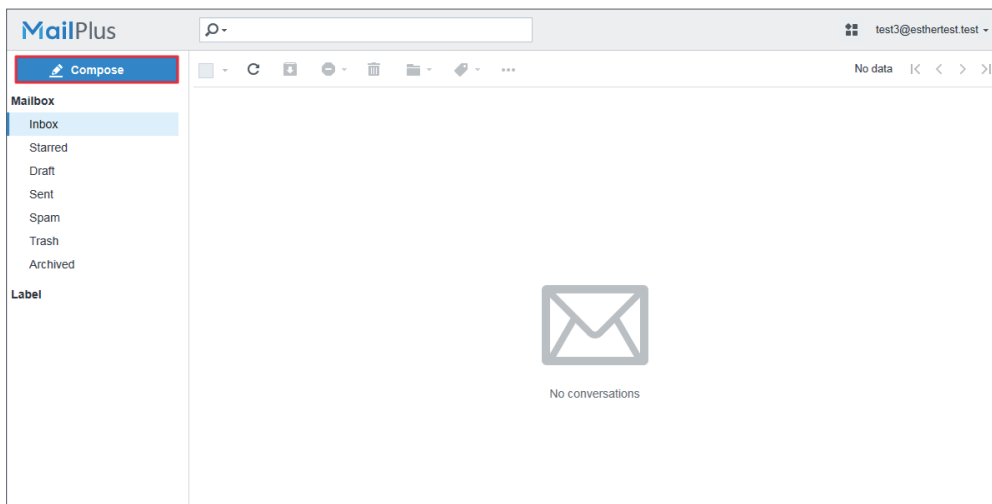 MailPlus
test3@esthertest.test
Compose
No data
Mailbox
Inbox
Starred
Draft
Sent
Spam
Trash
Archived
Label
No conversations